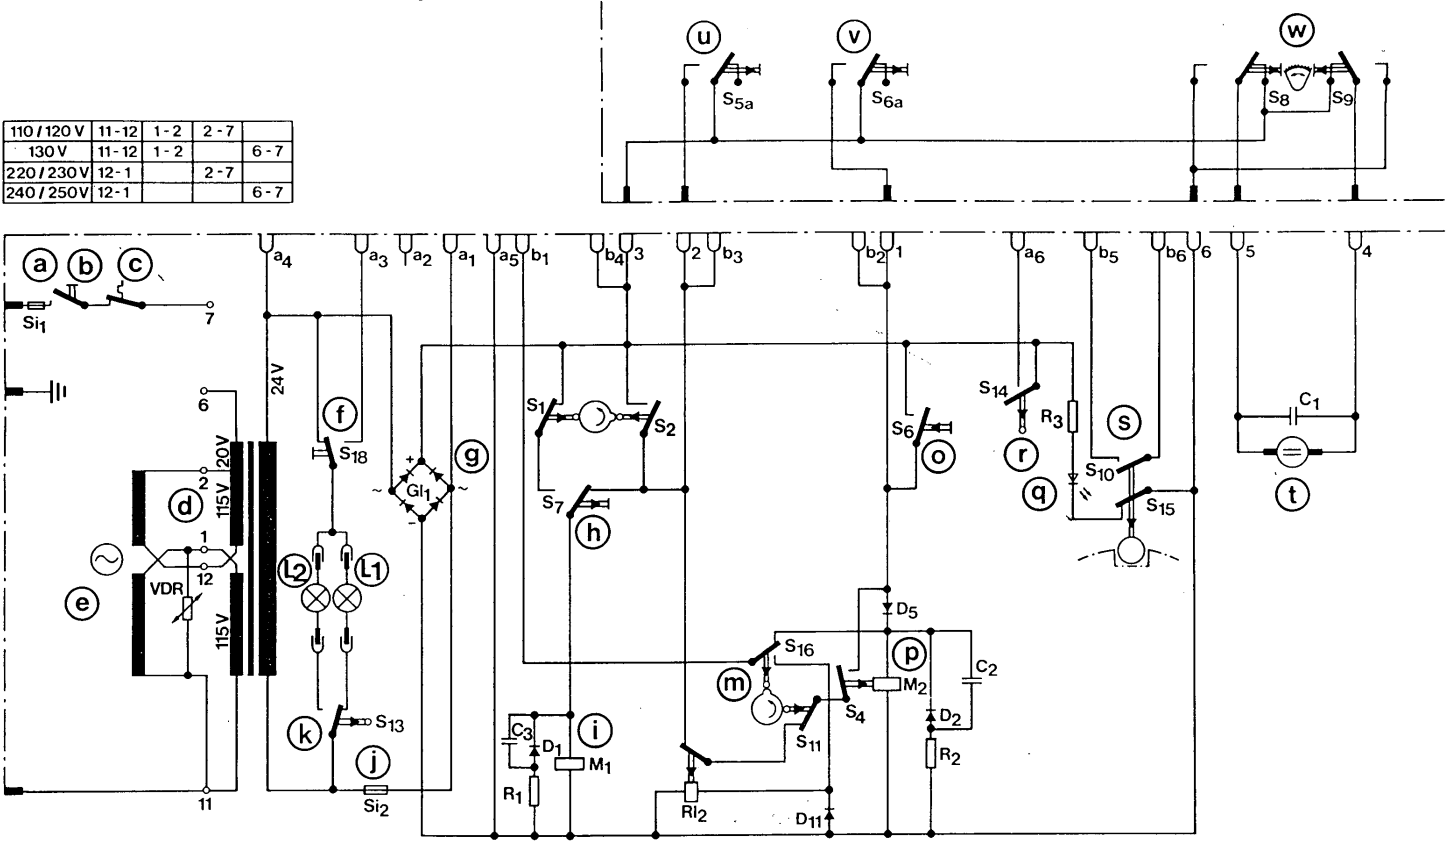 u
v
w
S5a
S6a
S8
S9
110/120 V 11-12 1-2 2-7
130 V 11-12 1-2 6-7
220/230 V 12-1 2-7
240/250 V 12-1 6-7
a4
a3
a2
a1
a5
b1
b4
3
2
b3
b2
1
a6
b5
b6
6
5
4
a
b
c
Si1
7
24V
6
f
S18
g
S1
S2
S6
o
S14
r
R3
s
C1
20V
2
d
115V
+
~
Gl1
~
-
S7
h
q
S10
S15
t
1
12
~
e
VDR
115V
L2
L1
D5
S16
p
m
M2
C2
S4
D2
S11
R2
k
S13
C3
D1
i
M1
j
R1
Si2
11
Rl2
D11